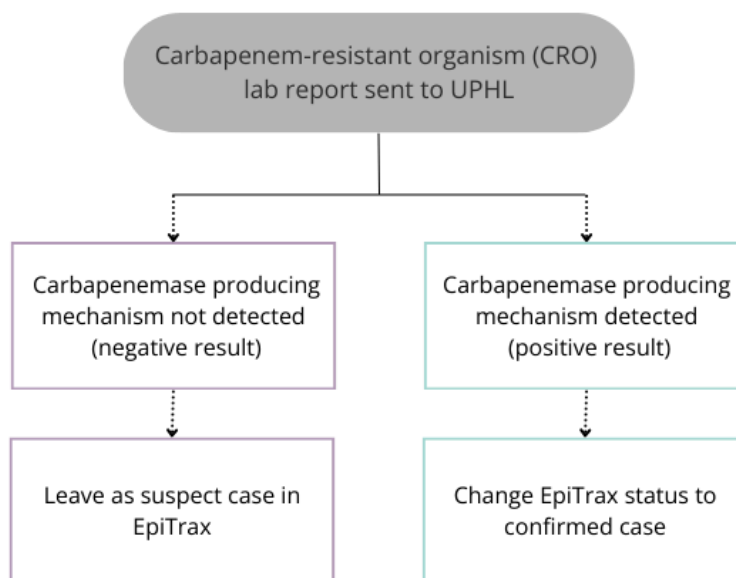 Carbapenem-resistant organism (CRO)
lab report sent to UPHL
Carbapenemase producing
mechanism not detected
(negative result)
Carbapenemase producing
mechanism detected
(positive result)
Leave as suspect case in
EpiTrax
Change EpiTrax status to
confirmed case